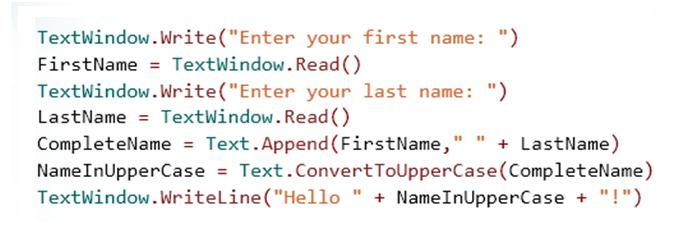 TextWindow.Write("Enter your first name: ")
FirstName = TextWindow.Read()
TextWindow.Write("Enter your last name: ")
LastName = TextWindow.Read()
CompleteName = Text.Append(FirstName," " + LastName)
NameInUpperCase = Text.ConvertToUpperCase(CompleteName)
TextWindow.WriteLine("Hello " + NameInUpperCase + "!")